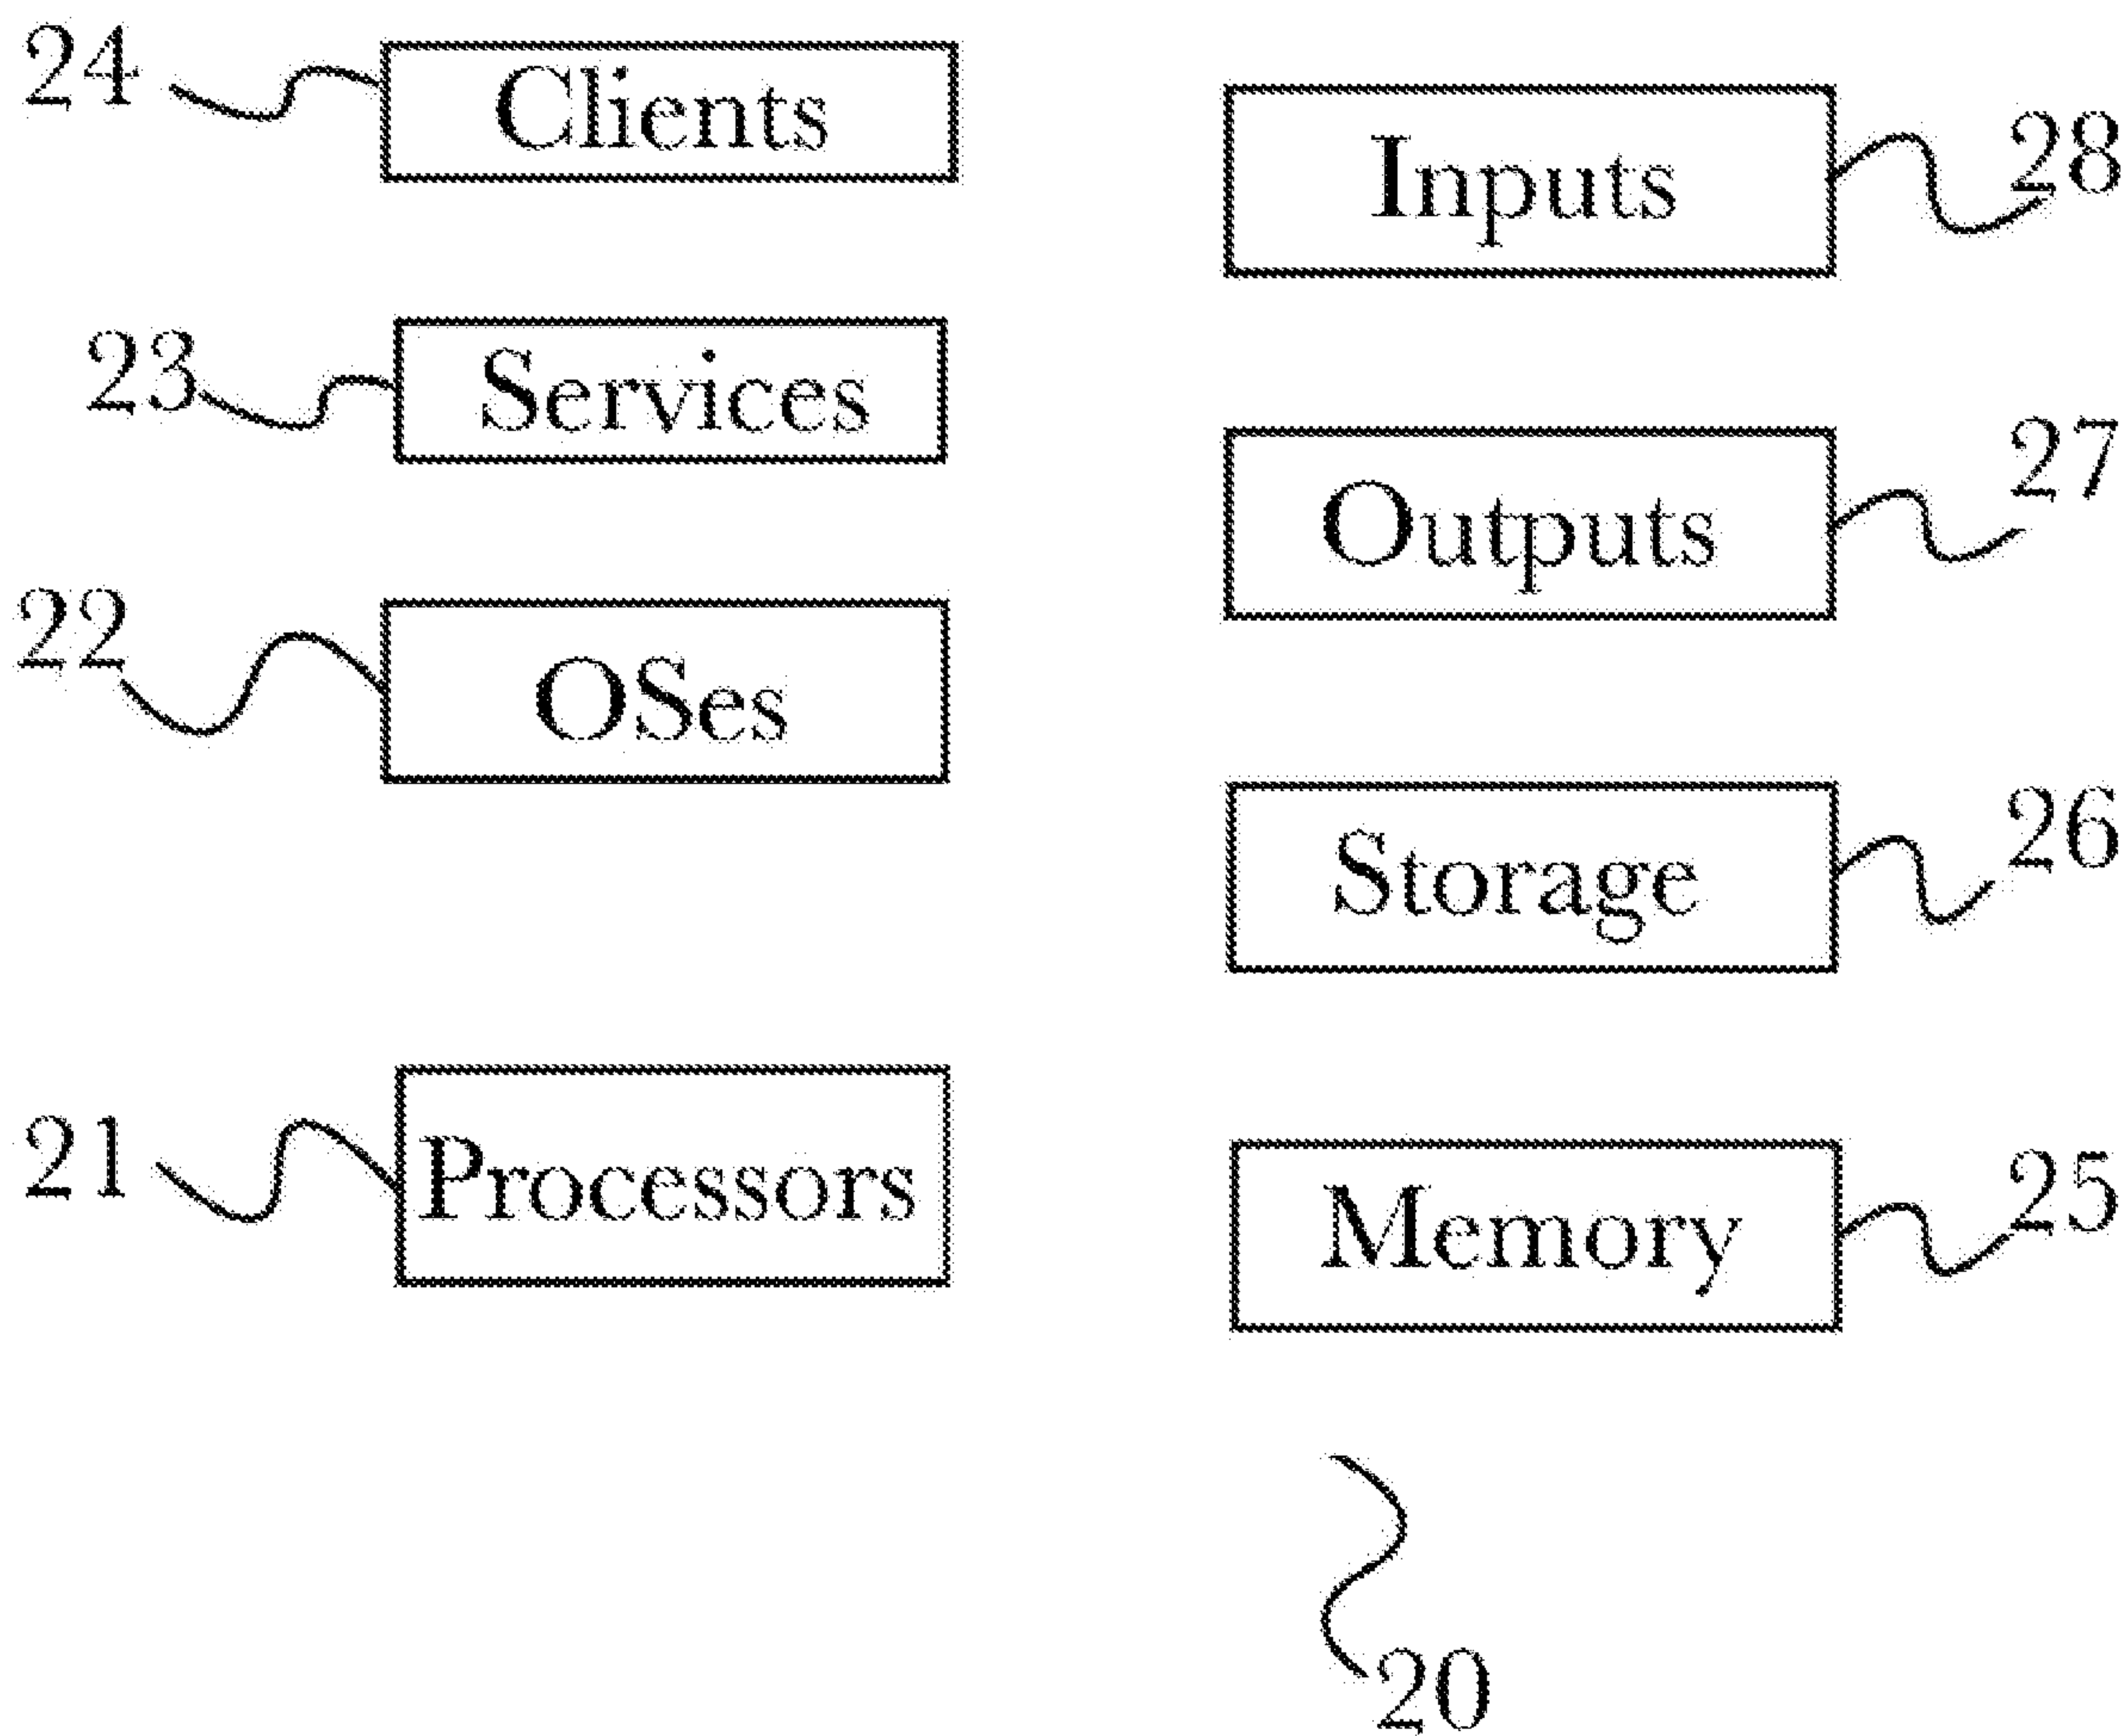 24 Clients
Inputs 28
23 Services
Outputs 27
22 OSes
Storage 26
21 Processors
Memory 25
20